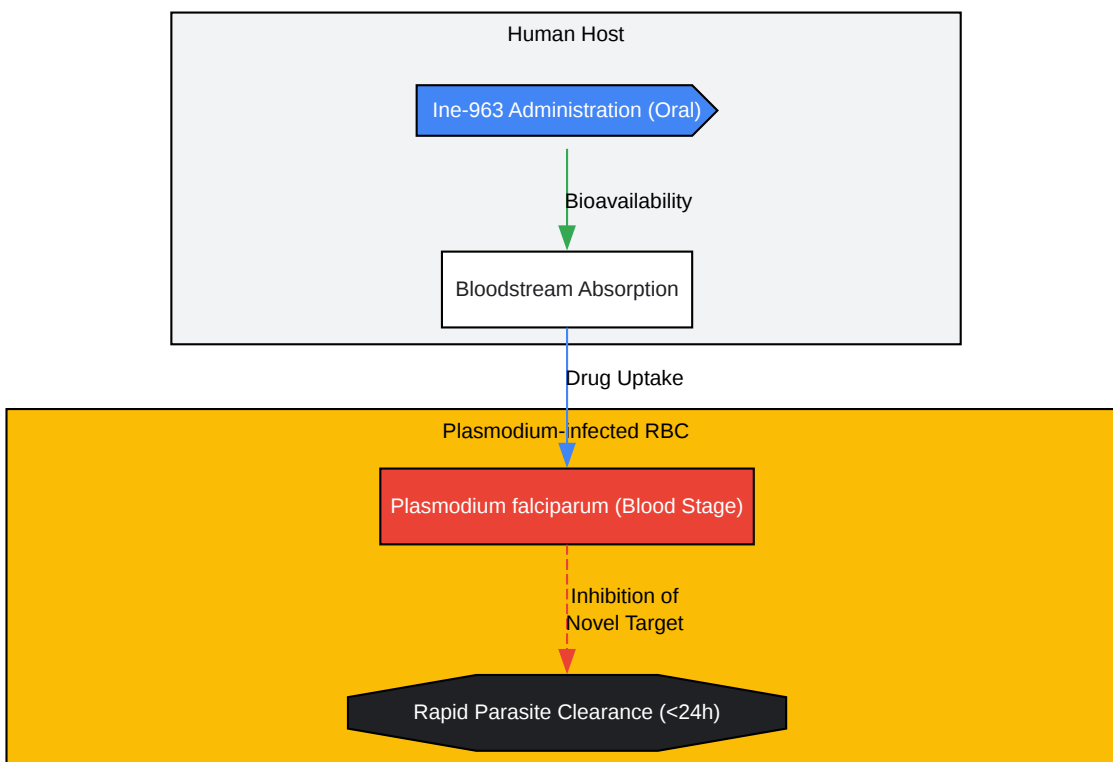 Human Host
Ine-963 Administration (Oral)
Bioavailability
Bloodstream Absorption
Drug Uptake
Plasmodium-infected RBC
Plasmodium falciparum (Blood Stage)
Inhibition of
Novel Target
Rapid Parasite Clearance (<24h)